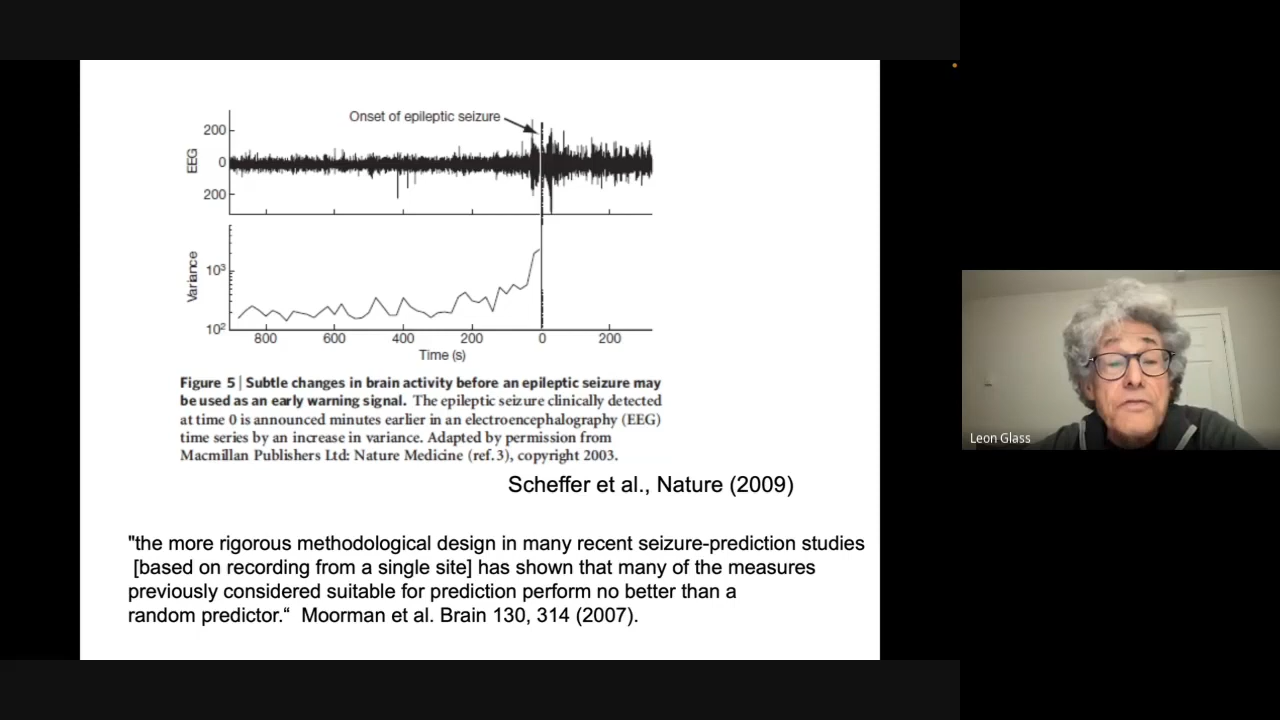 Onset of epileptic seizure
EEG
200
0
200
Variance
10³
10²
800 600 400 200 0 200
Time (s)
Figure 5 | Subtle changes in brain activity before an epileptic seizure may
be used as an early warning signal. The epileptic seizure clinically detected
at time 0 is announced minutes earlier in an electroencephalography (EEG)
time series by an increase in variance. Adapted by permission from
Macmillan Publishers Ltd: Nature Medicine (ref. 3), copyright 2003.
Scheffer et al., Nature (2009)
"the more rigorous methodological design in many recent seizure-prediction studies
[based on recording from a single site] has shown that many of the measures
previously considered suitable for prediction perform no better than a
random predictor.“ Moorman et al. Brain 130, 314 (2007).
Leon Glass